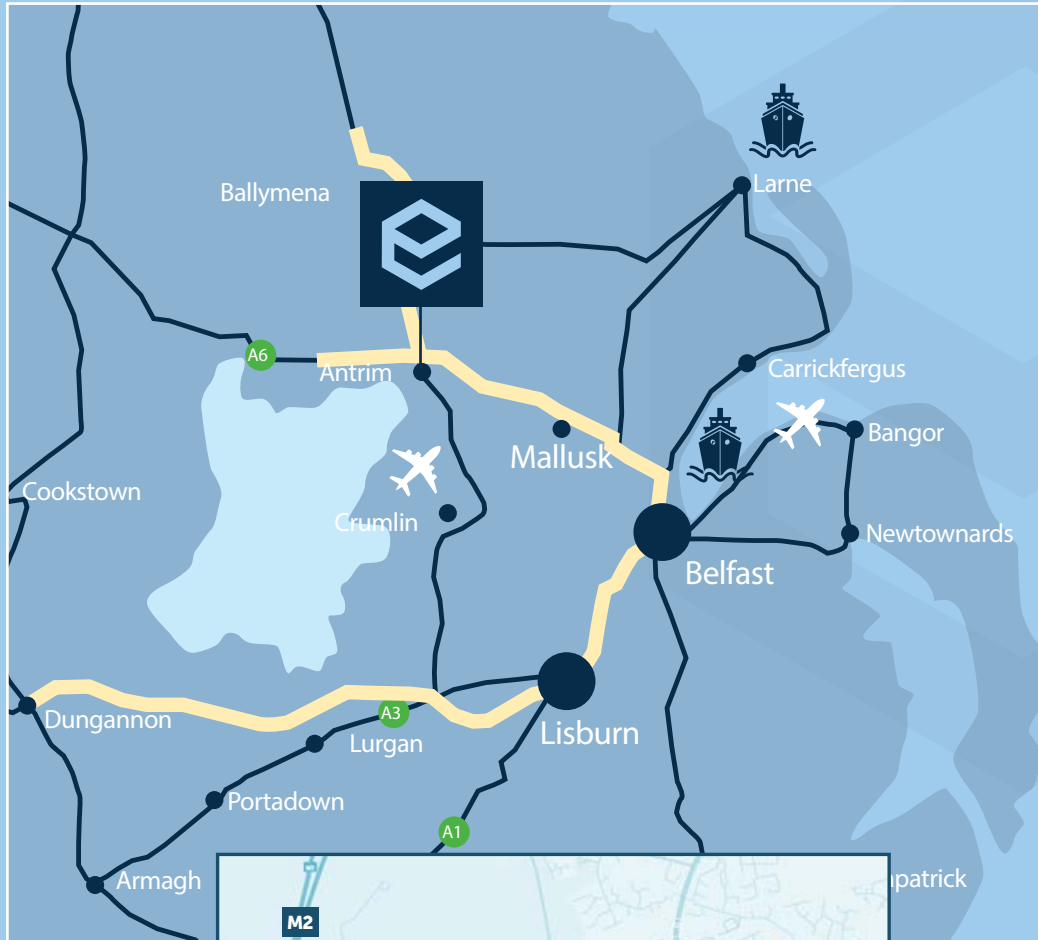 Ballymena
Larne
A6
Antrim
Carrickfergus
Mallusk
Bangor
Cookstown
Crumlin
Newtownards
Belfast
Dungannon
A3
Lurgan
Lisburn
Portadown
A1
Armagh
patrick
M2